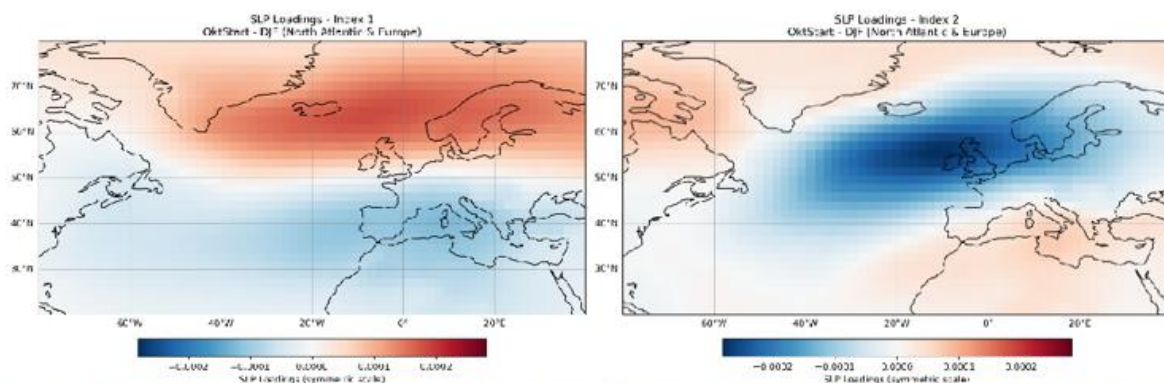 SLP Loadings - Index 1
OktStart - DJF (North Atlantic & Europe)
70°N
60°N
50°N
40°N
30°N
60°W
40°W
20°W
0°
20°E
−0.0002
−0.0001
0.0000
0.0001
0.0002
SLP Loadings (symmetric scale)
SLP Loadings - Index 2
OktStart - DJF (North Atlantic & Europe)
70°N
60°N
50°N
40°N
30°N
60°W
40°W
20°W
0°
20°E
−0.0002
−0.0001
0.0000
0.0001
0.0002
SLP Loadings (symmetric scale)